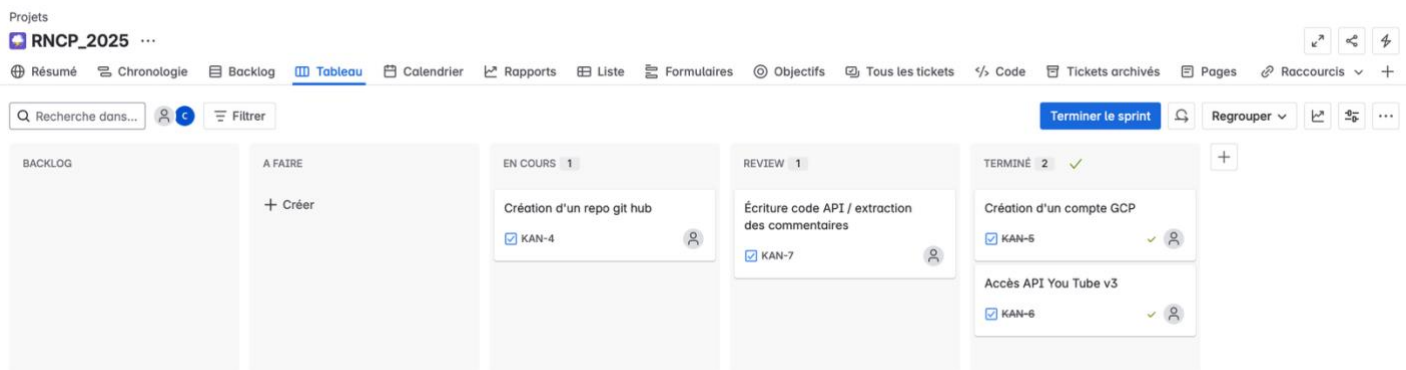 Projets
RNCP_2025 ...
Résumé Chronologie Backlog Tableau Calendrier Rapports Liste Formulaires Objectifs Tous les tickets Code Tickets archivés Pages Raccourcis
Recherche dans... C Filtrer Terminer le sprint Regrouper
BACKLOG A FAIRE EN COURS 1 REVIEW 1 TERMINÉ 2
+ Créer
Création d'un repo git hub
KAN-4
Écriture code API / extraction
des commentaires
KAN-7
Création d'un compte GCP
KAN-5
Accès API You Tube v3
KAN-6